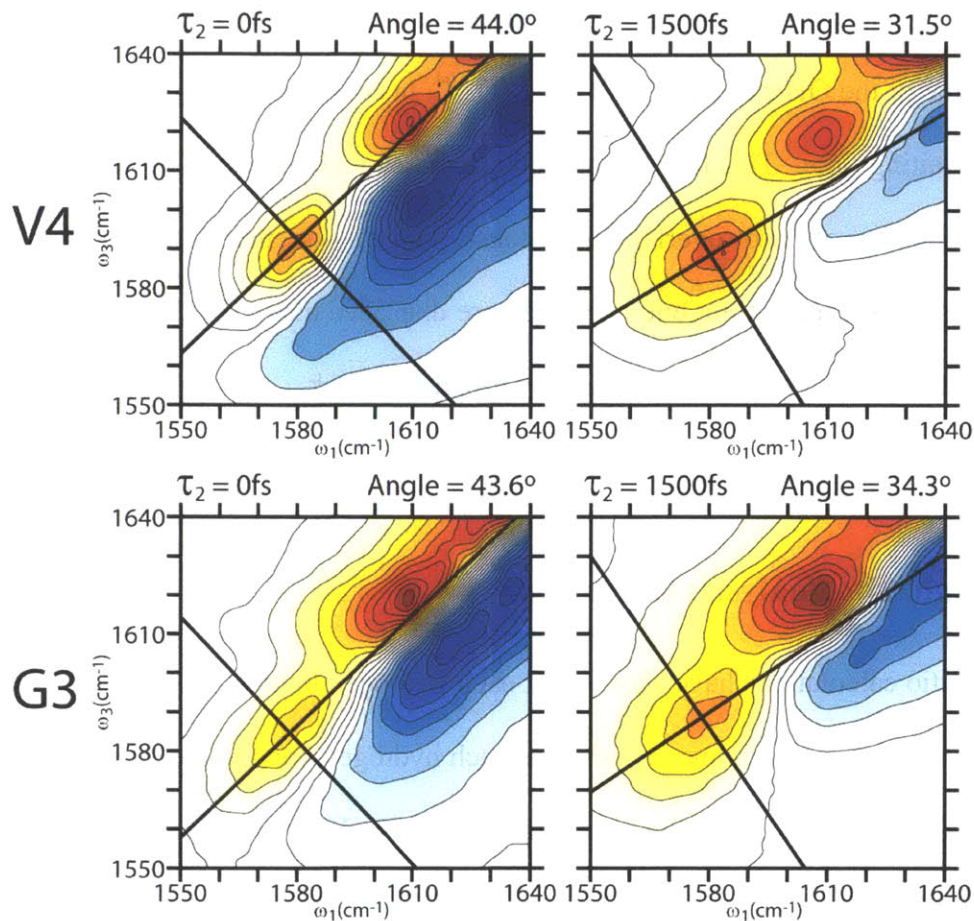 τ₂ = 0fs Angle = 44.0°
τ₂ = 1500fs Angle = 31.5°
V4
ω₃(cm⁻¹)
1640
1610
1580
1550
1550 1580 1610 1640
ω₁(cm⁻¹)
1550 1580 1610 1640
ω₁(cm⁻¹)
τ₂ = 0fs Angle = 43.6°
τ₂ = 1500fs Angle = 34.3°
G3
ω₃(cm⁻¹)
1640
1610
1580
1550
1550 1580 1610 1640
ω₁(cm⁻¹)
1550 1580 1610 1640
ω₁(cm⁻¹)